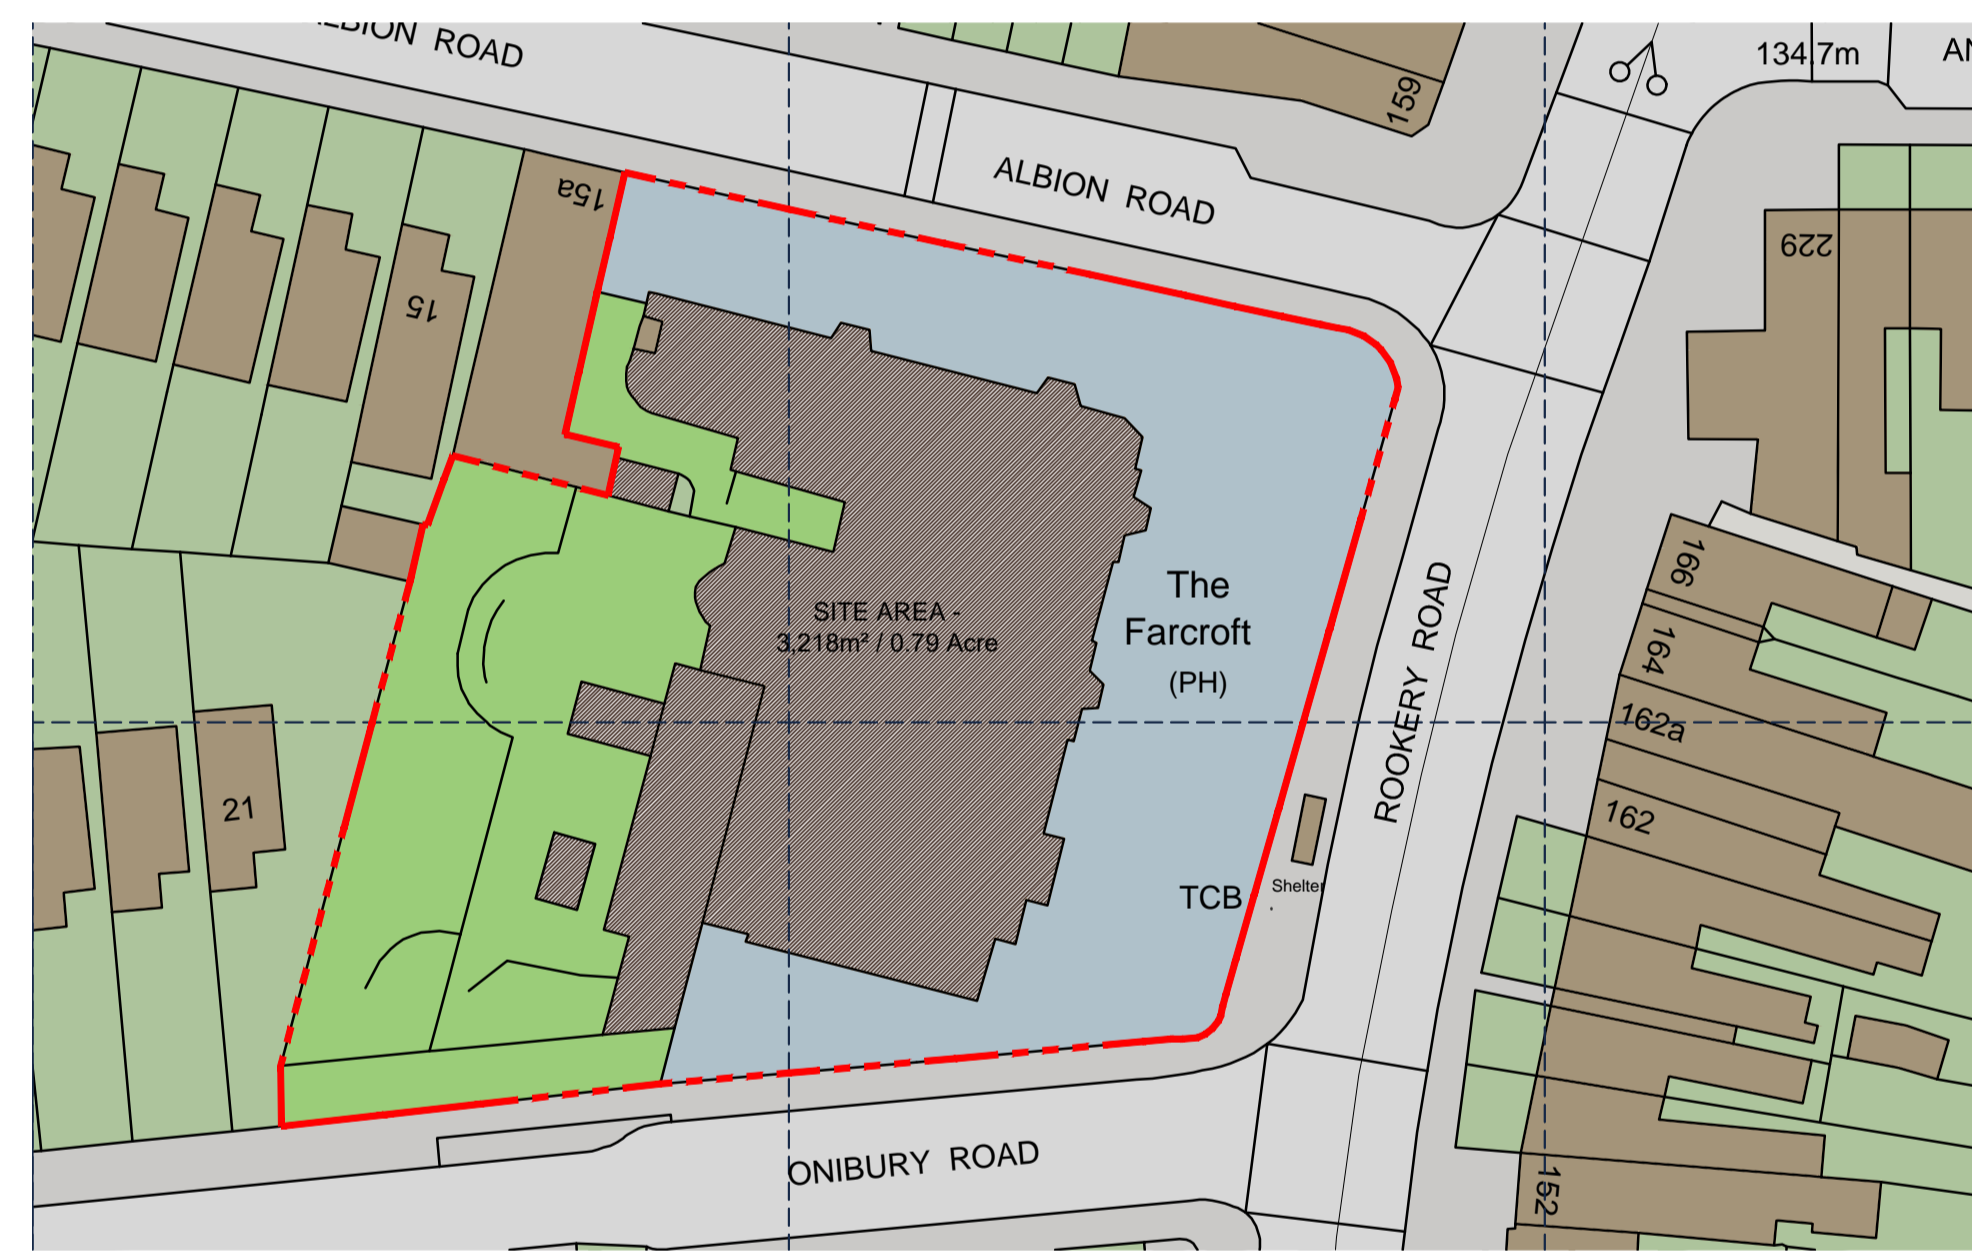 ALBION ROAD
134.7m
159
ALBION ROAD
15a
229
15
166
The
Farcroft
(PH)
SITE AREA -
3,218m² / 0.79 Acre
164
162a
ROOKERY ROAD
162
21
TCB
Shelter
ONIBURY ROAD
152